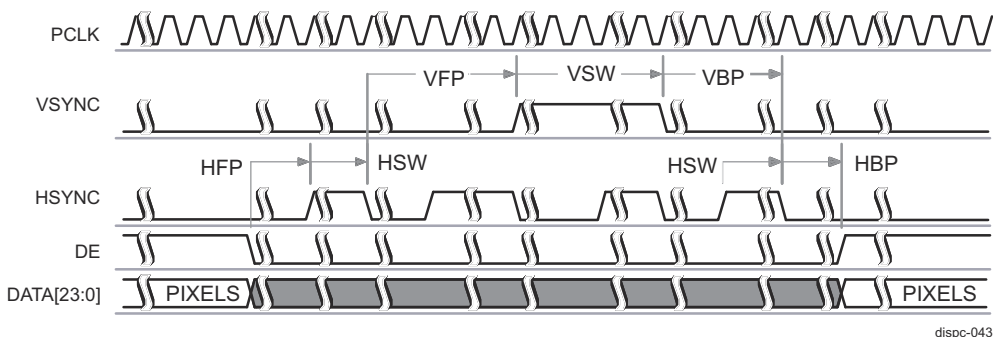 PCLK
VFP VSW VBP
VSYNC
HFP HSW HSW HBP
HSYNC
DE
DATA[23:0] PIXELS PIXELS
dispc-043